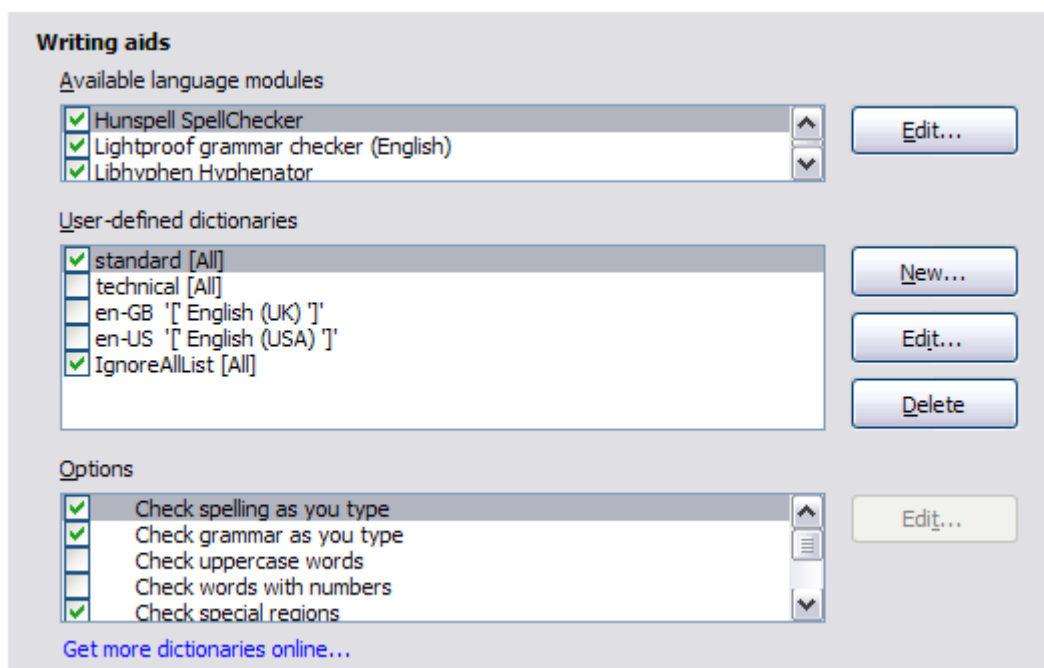 Writing aids
Available language modules
Hunspell SpellChecker
Lightproof grammar checker (English)
Libhyphen Hyphenator
Edit...
User-defined dictionaries
standard [All]
technical [All]
en-GB '[' English (UK) ']'
en-US '[' English (USA) ']'
IgnoreAllList [All]
New...
Edit...
Delete
Options
Check spelling as you type
Check grammar as you type
Check uppercase words
Check words with numbers
Check special regions
Edit...
Get more dictionaries online...